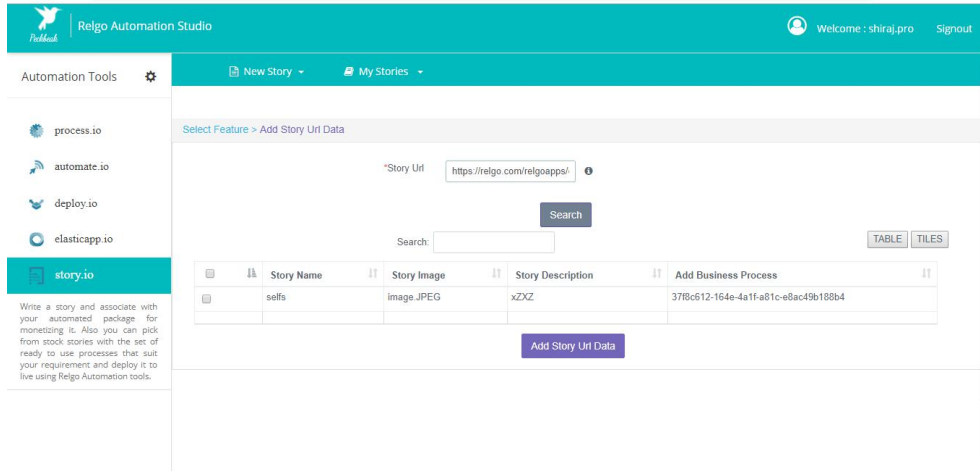 Peckbeak
Relgo Automation Studio
Welcome : shiraj.pro
Signout
Automation Tools
New Story
My Stories
process.io
automate.io
deploy.io
elasticapp.io
story.io
Write a story and associate with
your automated package for
monetizing it. Also you can pick
from stock stories with the set of
ready to use processes that suit
your requirement and deploy it to
live using Relgo Automation tools.
Select Feature > Add Story Url Data
*Story Url
https://relgo.com/relgoapps/
Search
Search:
TABLE TILES
Story Name Story Image Story Description Add Business Process
selfs image.JPEG xZXZ 37f8c612-164e-4a1f-a81c-e8ac49b188b4
Add Story Url Data